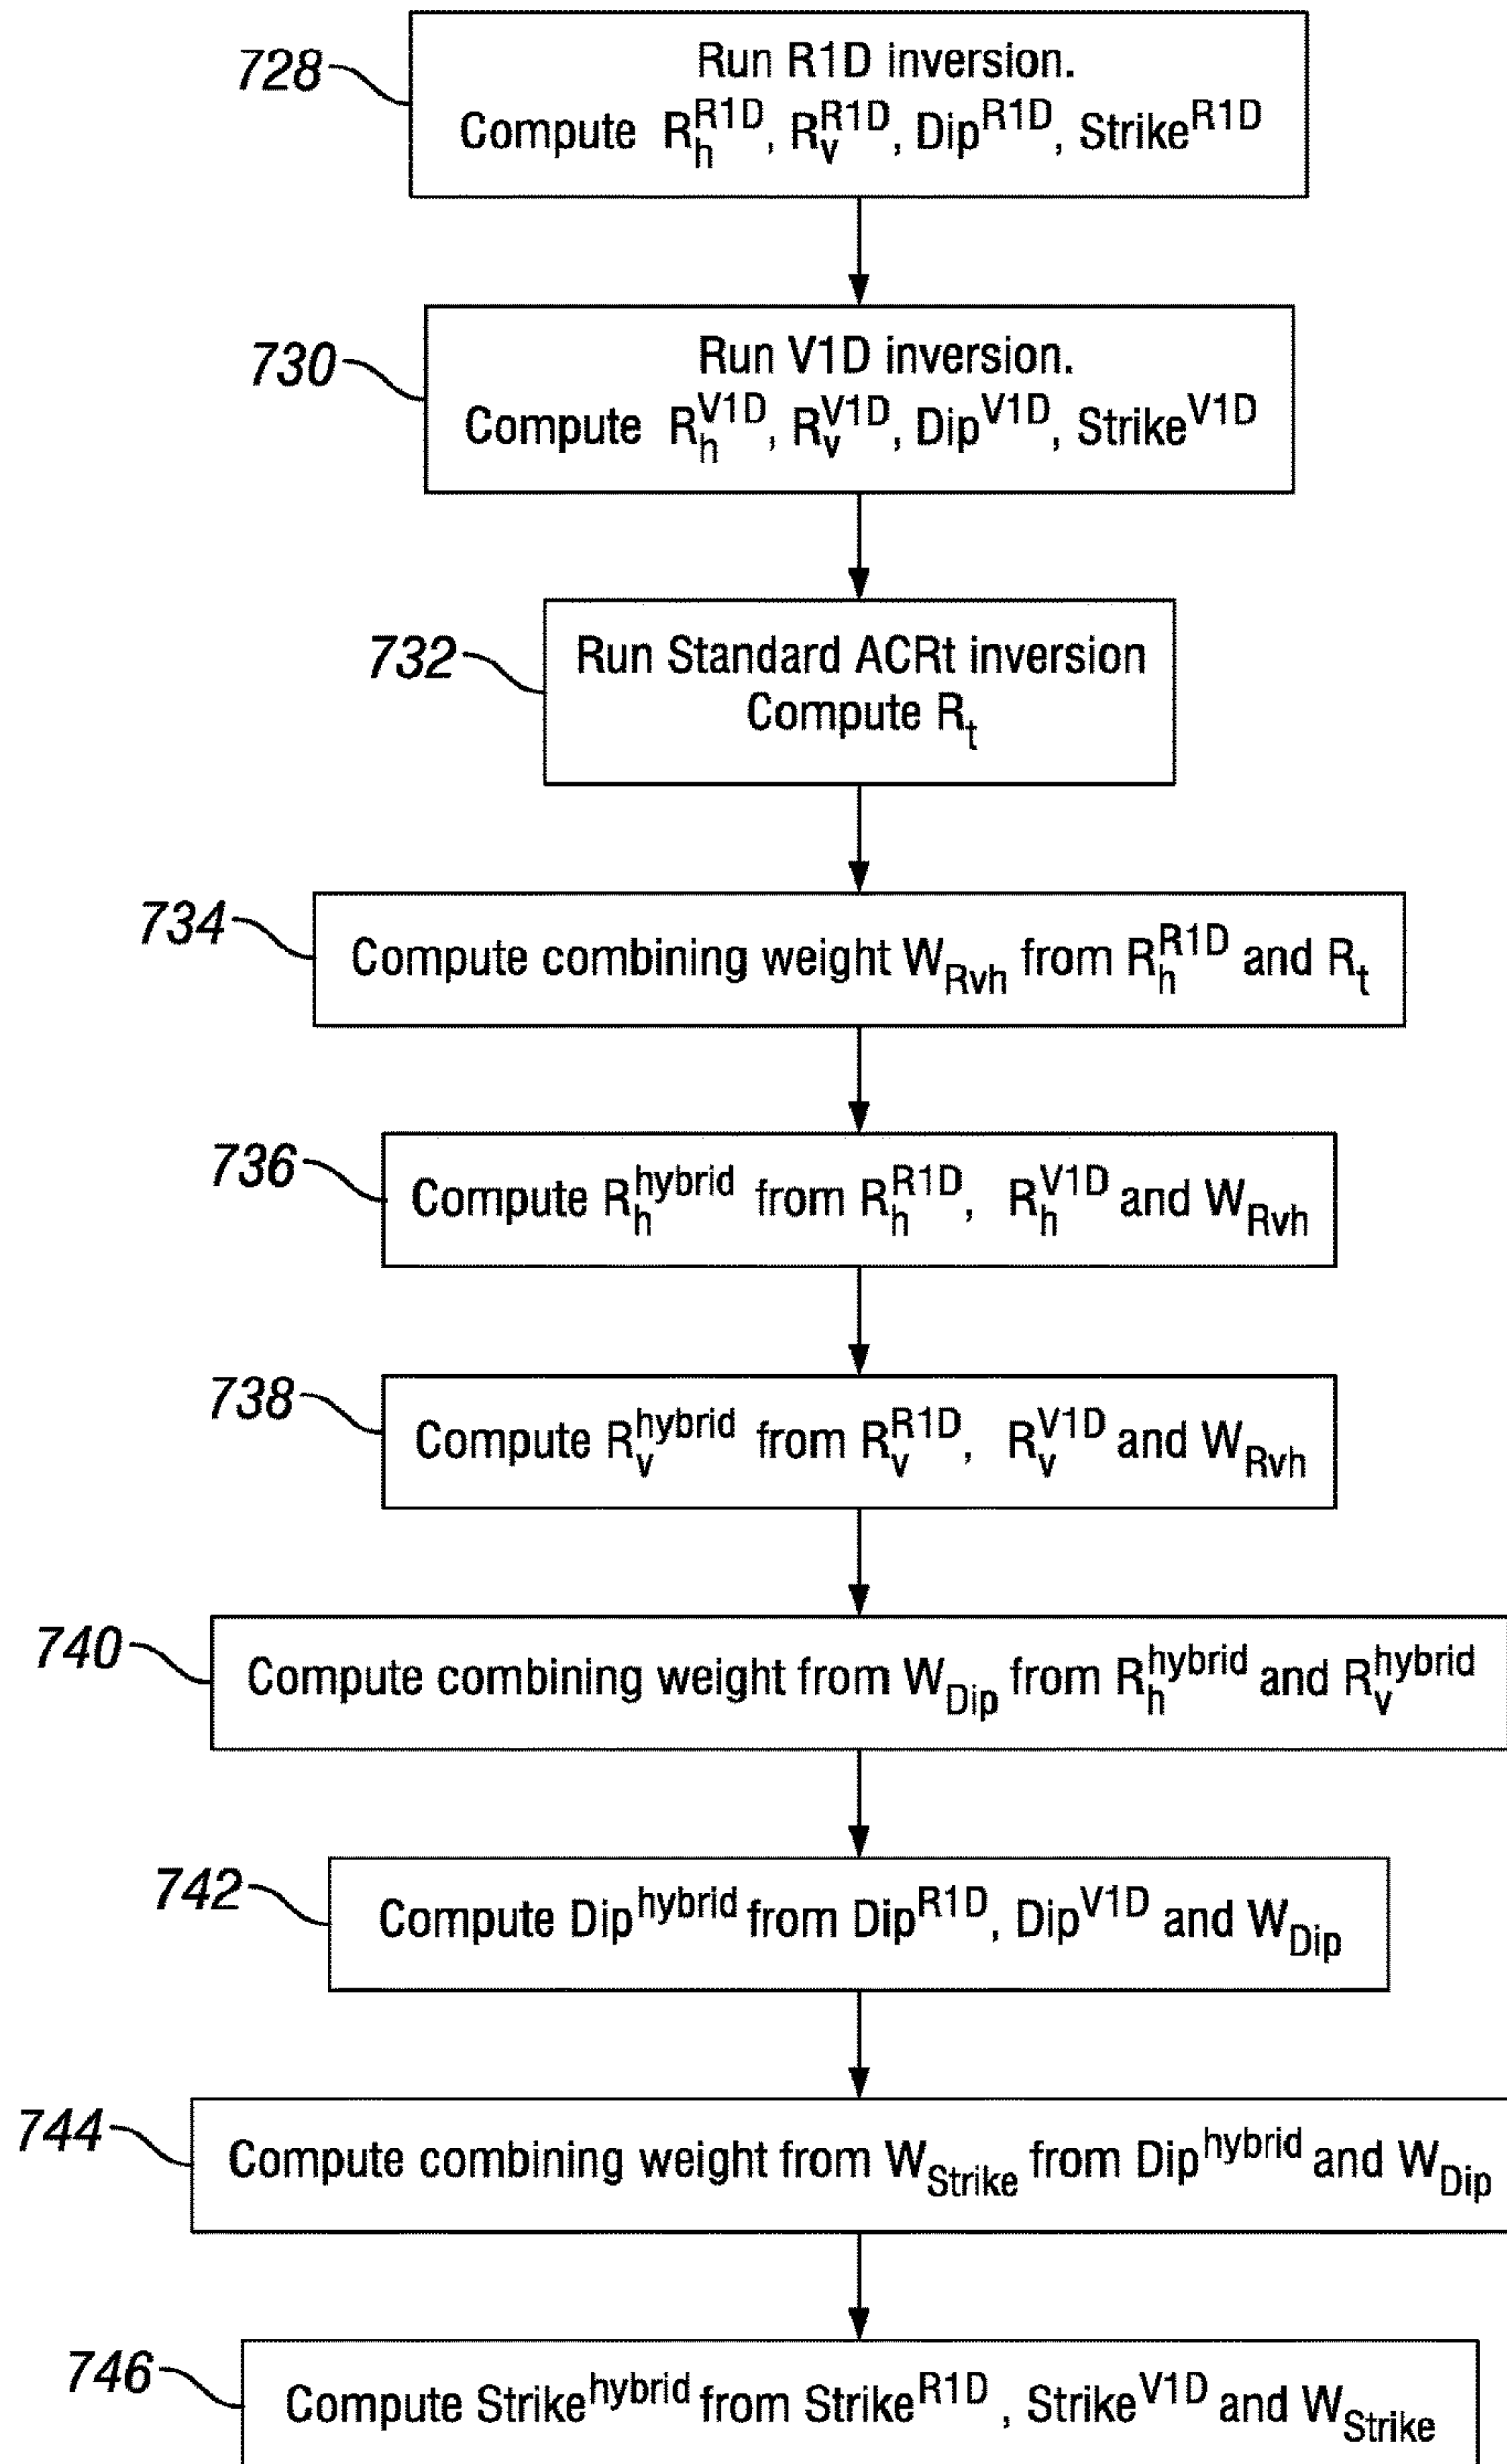 728
Run R1D inversion.
Compute R_h^R1D, R_v^R1D, Dip^R1D, Strike^R1D
730
Run V1D inversion.
Compute R_h^V1D, R_v^V1D, Dip^V1D, Strike^V1D
732
Run Standard ACRt inversion
Compute R_t
734
Compute combining weight W_Rvh from R_h^R1D and R_t
736
Compute R_h^hybrid from R_h^R1D, R_h^V1D and W_Rvh
738
Compute R_v^hybrid from R_v^R1D, R_v^V1D and W_Rvh
740
Compute combining weight from W_Dip from R_h^hybrid and R_v^hybrid
742
Compute Dip^hybrid from Dip^R1D, Dip^V1D and W_Dip
744
Compute combining weight from W_Strike from Dip^hybrid and W_Dip
746
Compute Strike^hybrid from Strike^R1D, Strike^V1D and W_Strike